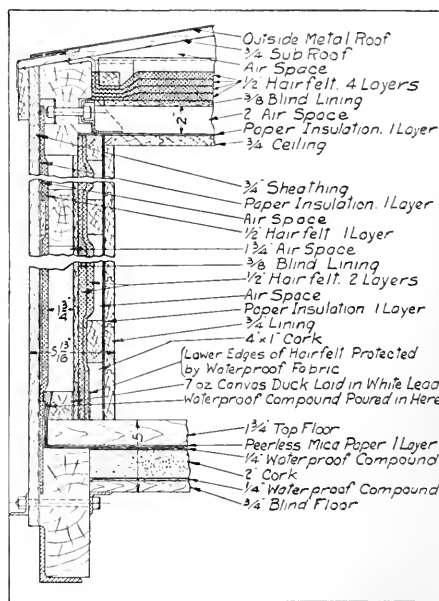 Outside Metal Roof
3/4 Sub Roof
Air Space
1/2" Hairfelt. 4 Layers
3/8 Blind Lining
2" Air Space
Paper Insulation. 1 Layer
3/4 Ceiling
2"
3/4" Sheathing
Paper Insulation. 1 Layer
Air Space
1/2" Hairfelt 1 Layer
1 3/4" Air Space
3/8 Blind Lining
1/2" Hairfelt 2 Layers
Air Space
Paper Insulation 1 Layer
3/4" Lining
4" x 1" Cork
5 13/16"
Lower Edges of Hairfelt Protected
by Waterproof Fabric
7 oz Canvas Duck Laid in White Lead
Waterproof Compound Poured in Here
1 3/4" Top Floor
5"
Peerless Mica Paper 1 Layer
1/4" Waterproof Compound
2" Cork
1/4" Waterproof Compound
3/4" Blind Floor